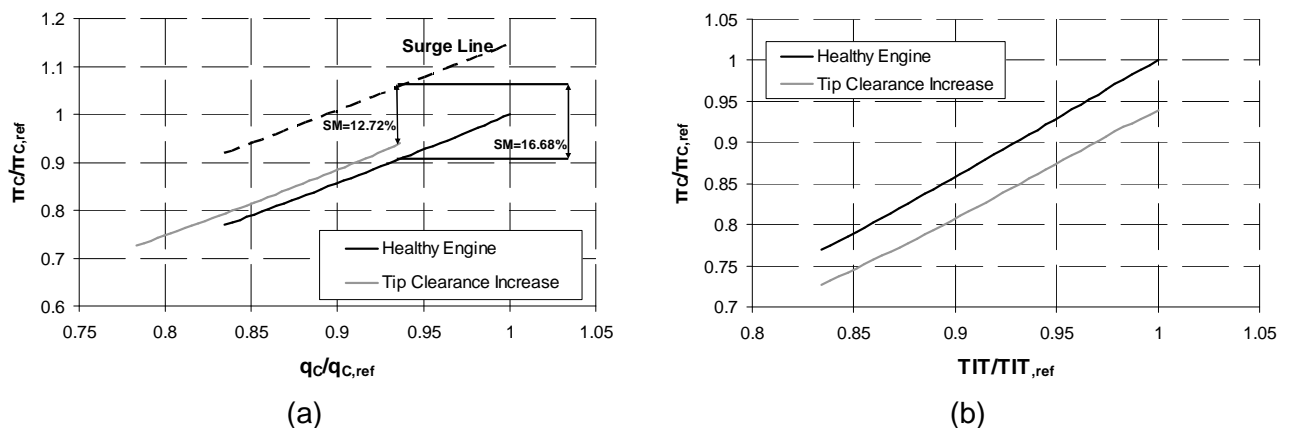 1.2
1.1
1
0.9
0.8
0.7
0.6
πC/πC,ref
Surge Line
SM=12.72%
SM=16.68%
Healthy Engine
Tip Clearance Increase
0.75 0.8 0.85 0.9 0.95 1 1.05
qC/qC,ref
(a)
1.05
1
0.95
0.9
0.85
0.8
0.75
0.7
πC/πC,ref
Healthy Engine
Tip Clearance Increase
0.8 0.85 0.9 0.95 1 1.05
TIT/TIT,ref
(b)